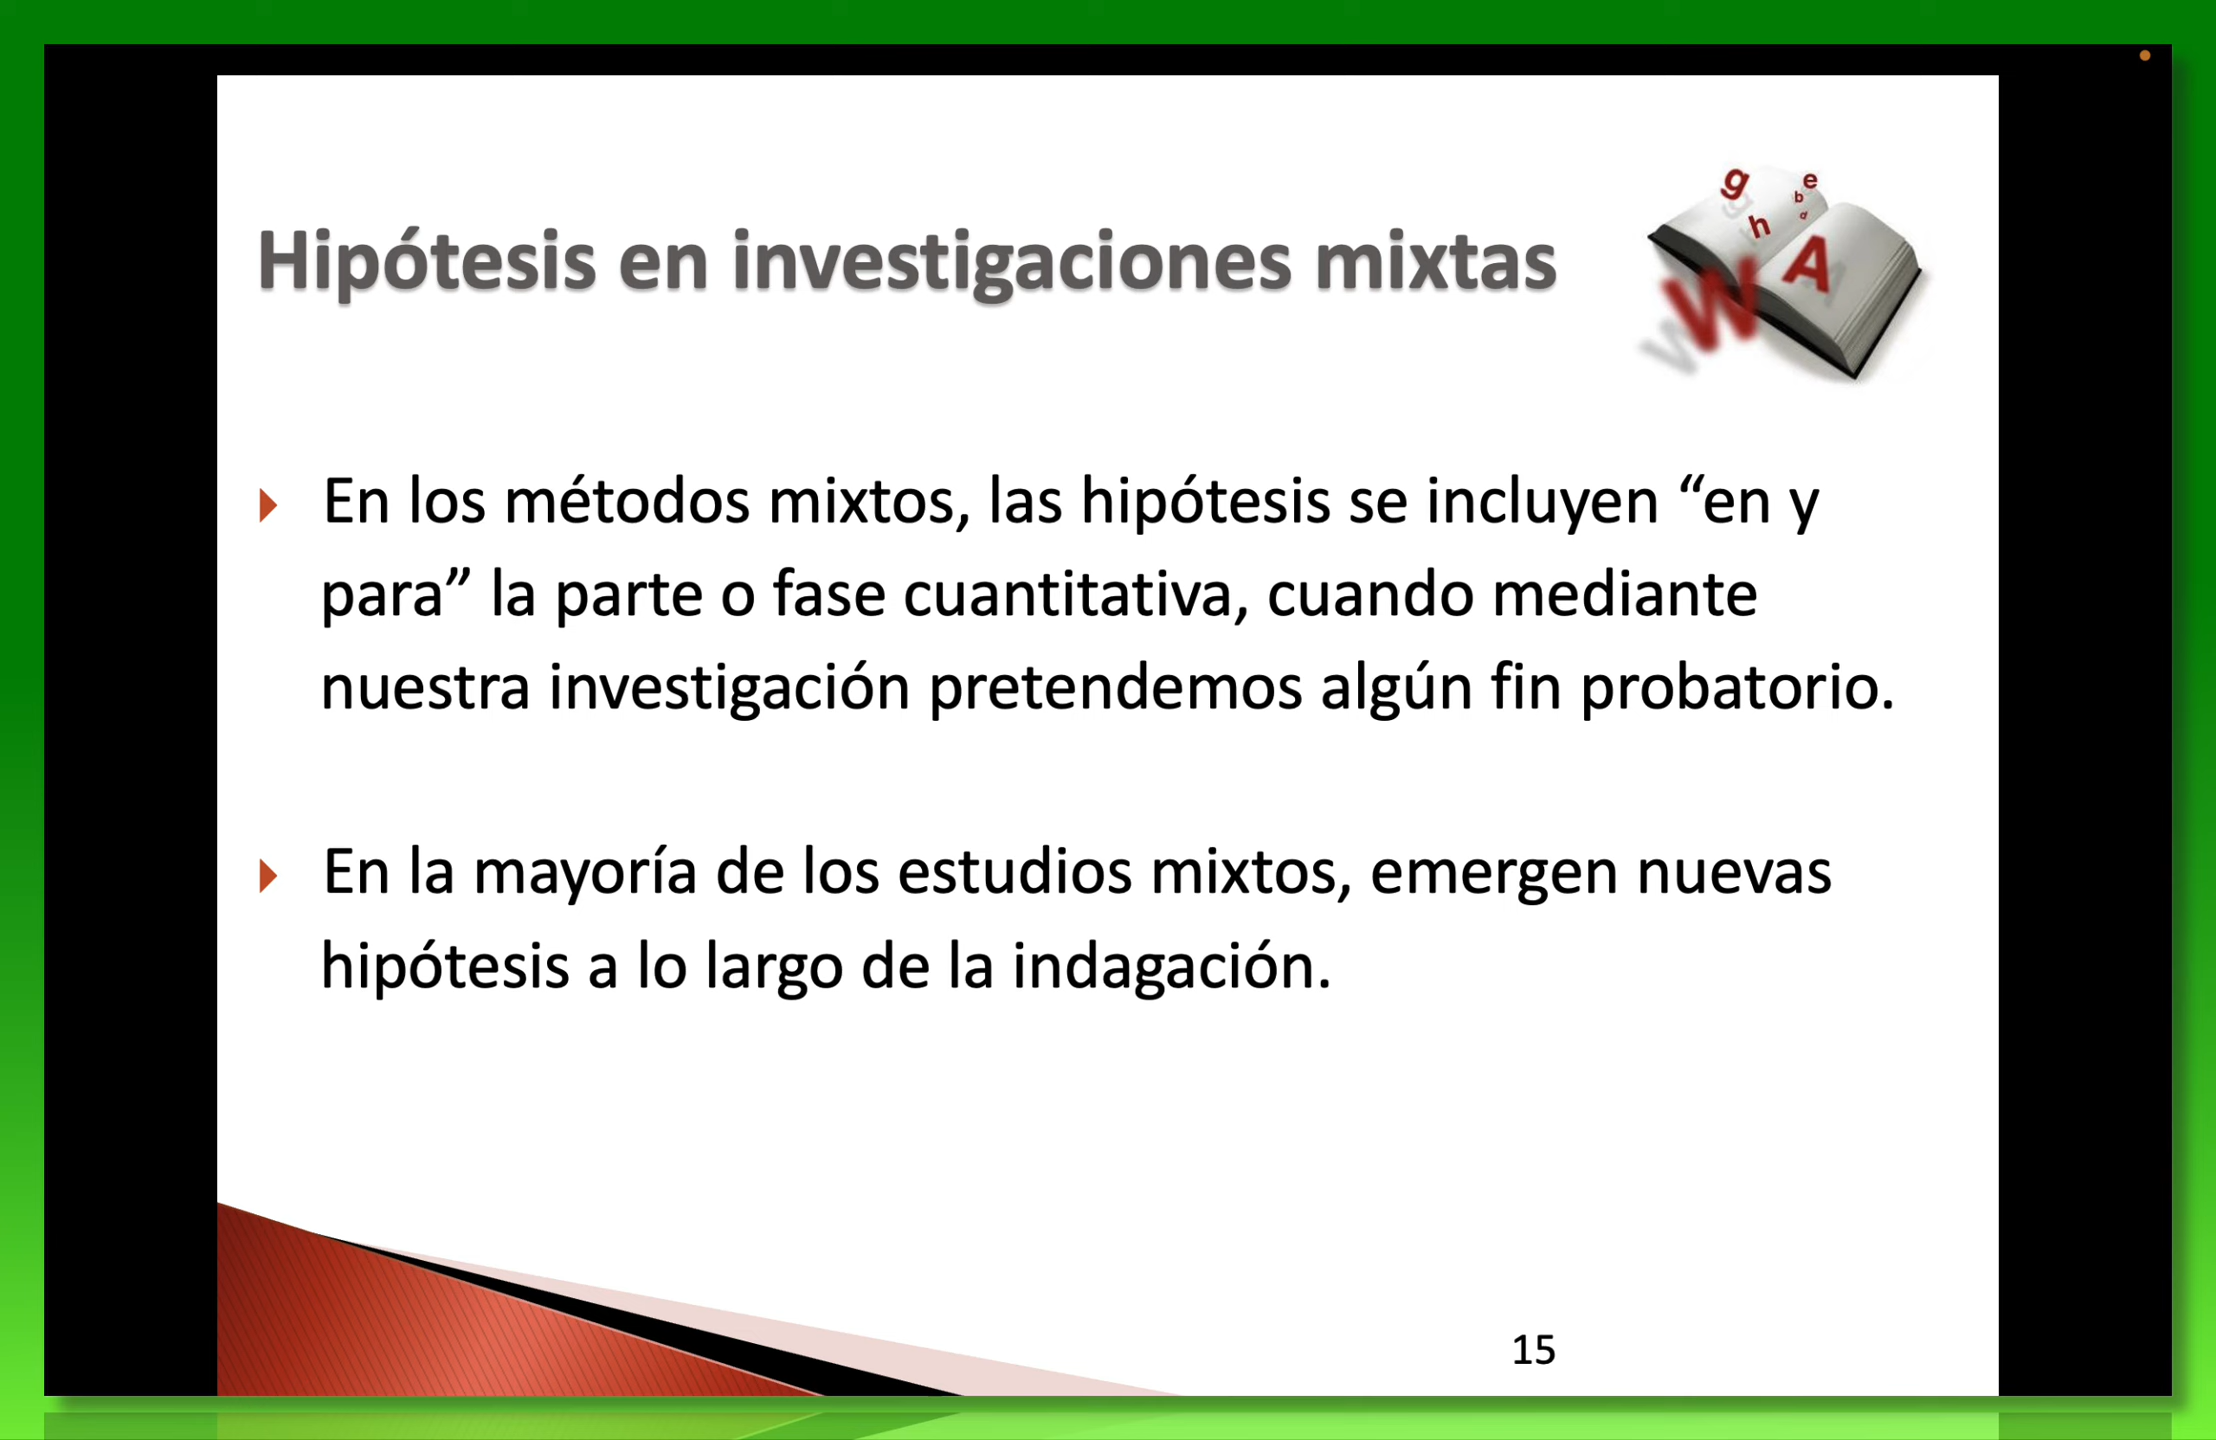 Hipótesis en investigaciones mixtas
g
e
b
h
d
A
W
En los métodos mixtos, las hipótesis se incluyen “en y
para” la parte o fase cuantitativa, cuando mediante
nuestra investigación pretendemos algún fin probatorio.
En la mayoría de los estudios mixtos, emergen nuevas
hipótesis a lo largo de la indagación.
15